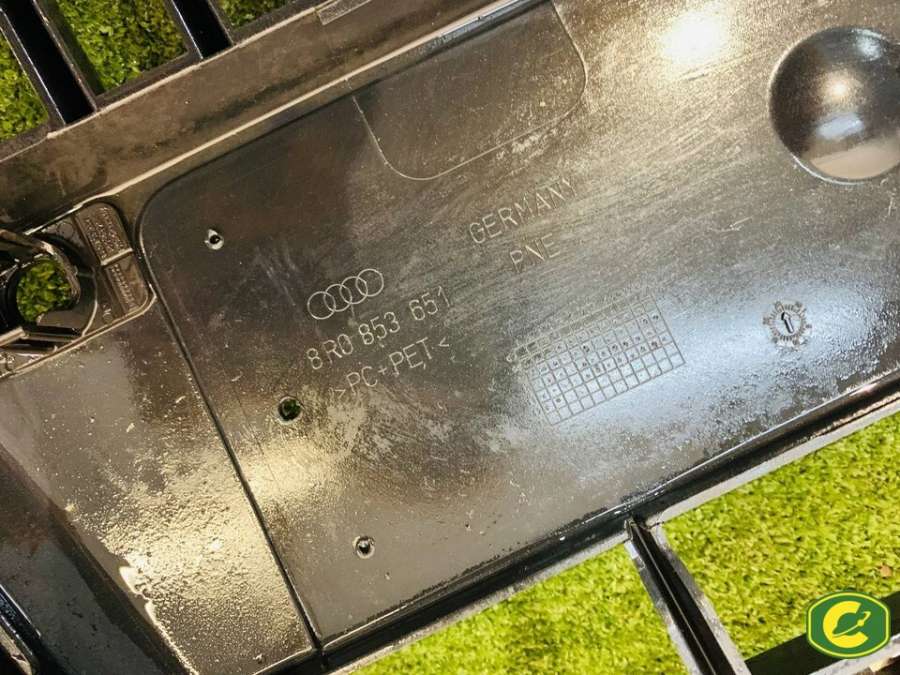 GERMANY
PNE
8R0 853 651
>PC+PET<